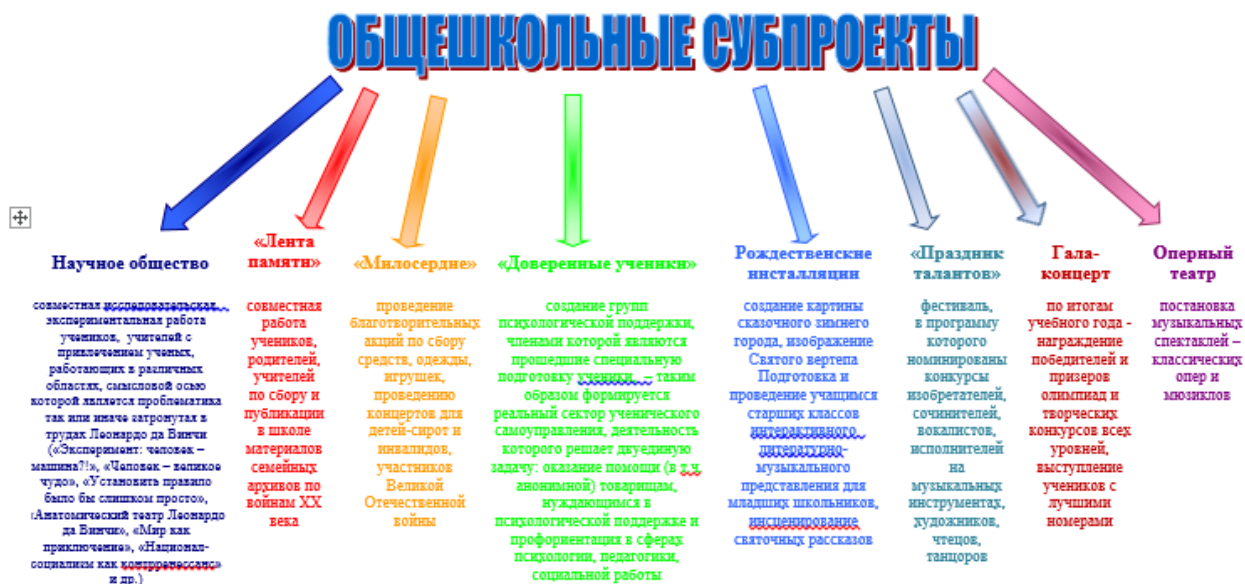 ОБЩЕШКОЛЬНЫЕ СУБПРОЕКТЫ
Научное общество
совместная исследовательская,
экспериментальная работа
учеников, учителей с
привлечением ученых,
работающих в различных
областях, смысловой осью
которой является проблематика
так или иначе затронутая в
трудах Леонардо да Винчи
(«Эксперимент: человек –
машина?!», «Человек – великое
чудо», «Установить правило
было бы слишком просто»,
«Анатомический театр Леонардо
да Винчи», «Мир как
приключение», «Национал-
социализм как контрренессанс»
и др.)
«Лента
памяти»
совместная
работа
учеников,
родителей,
учителей
по сбору и
публикации
в школе
материалов
семейных
архивов по
войнам XX
века
«Милосердие»
проведение
благотворительных
акций по сбору
средств, одежды,
игрушек,
проведению
концертов для
детей-сирот и
инвалидов,
участников
Великой
Отечественной
войны
«Доверенные ученики»
создание групп
психологической поддержки,
членами которой являются
прошедшие специальную
подготовку ученики, – таким
образом формируется
реальный сектор ученического
самоуправления, деятельность
которого решает двуединую
задачу: оказание помощи (в т.ч.
анонимной) товарищам,
нуждающимся в
психологической поддержке и
профориентация в сферах
психологии, педагогики,
социальной работы
Рождественские
инсталляции
создание картины
сказочного зимнего
города, изображение
Святого вертепа
Подготовка и
проведение учащимся
старших классов
интерактивного
литературно-
музыкального
представления для
младших школьников,
инсценирование
святочных рассказов
«Праздник
талантов»
фестиваль,
в программу
которого
номинированы
конкурсы
изобретателей,
сочинителей,
вокалистов,
исполнителей
на
музыкальных
инструментах,
художников,
чтецов,
танцоров
Гала-
концерт
по итогам
учебного года -
награждение
победителей и
призеров
олимпиад и
творческих
конкурсов всех
уровней,
выступление
учеников с
лучшими
номерами
Оперный
театр
постановка
музыкальных
спектаклей –
классических
опер и
мюзиклов